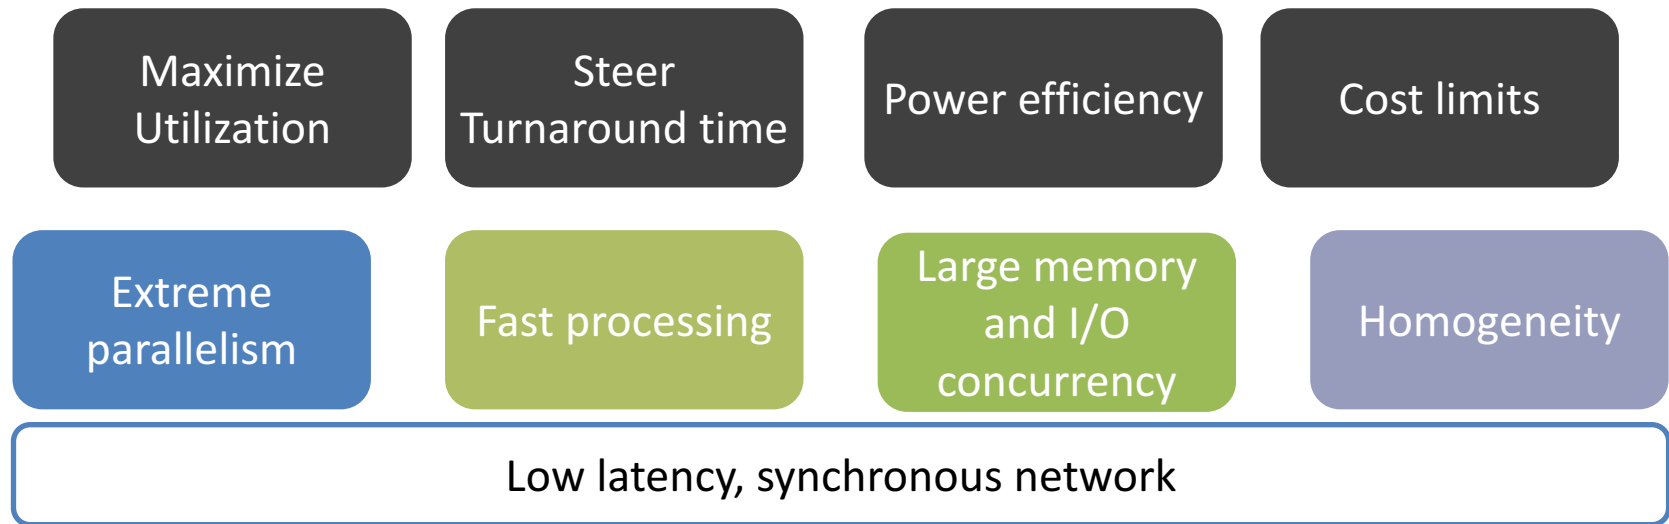 Maximize
Utilization
Steer
Turnaround time
Power efficiency
Cost limits
Extreme
parallelism
Fast processing
Large memory
and I/O
concurrency
Homogeneity
Low latency, synchronous network